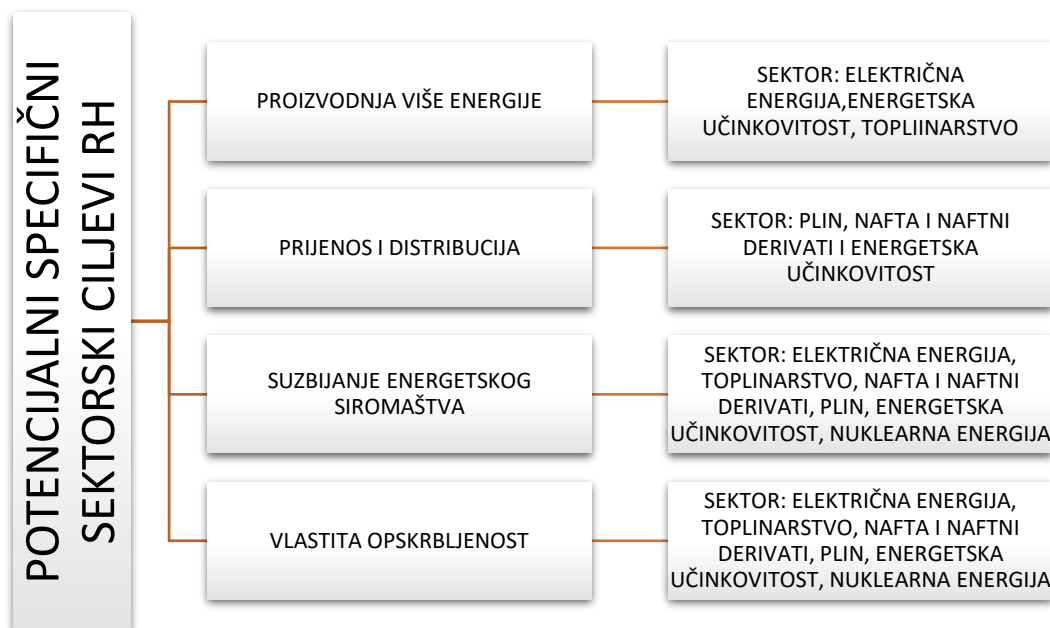 POTENCIJALNI SPECIFIČNI
SEKTORSKI CILJEVI RH
PROIZVODNJA VIŠE ENERGIJE
SEKTOR: ELEKTRIČNA
ENERGIJA,ENERGETSKA
UČINKOVITOST, TOPLIINARSTVO
PRIJENOS I DISTRIBUCIJA
SEKTOR: PLIN, NAFTA I NAFTNI
DERIVATI I ENERGETSKA
UČINKOVITOST
SUZBIJANJE ENERGETSKOG
SIROMAŠTVA
SEKTOR: ELEKTRIČNA ENERGIJA,
TOPLINARSTVO, NAFTA I NAFTNI
DERIVATI, PLIN, ENERGETSKA
UČINKOVITOST, NUKLEARNA ENERGIJA
VLASTITA OPSKRBLJENOST
SEKTOR: ELEKTRIČNA ENERGIJA,
TOPLINARSTVO, NAFTA I NAFTNI
DERIVATI, PLIN, ENERGETSKA
UČINKOVITOST, NUKLEARNA ENERGIJA